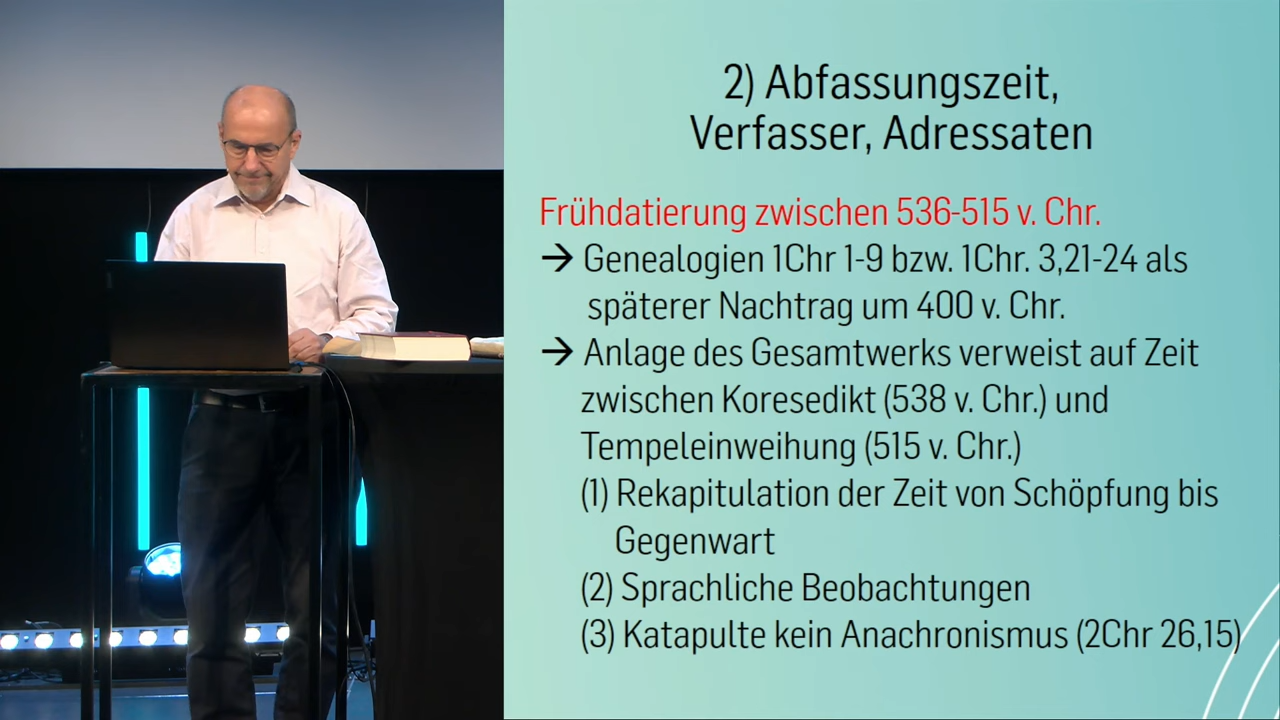 2) Abfassungszeit,
Verfasser, Adressaten
Frühdatierung zwischen 536-515 v. Chr.
→ Genealogien 1Chr 1-9 bzw. 1Chr. 3,21-24 als
späterer Nachtrag um 400 v. Chr.
→ Anlage des Gesamtwerks verweist auf Zeit
zwischen Koresedikt (538 v. Chr.) und
Tempeleinweihung (515 v. Chr.)
(1) Rekapitulation der Zeit von Schöpfung bis
Gegenwart
(2) Sprachliche Beobachtungen
(3) Katapulte kein Anachronismus (2Chr 26,15)